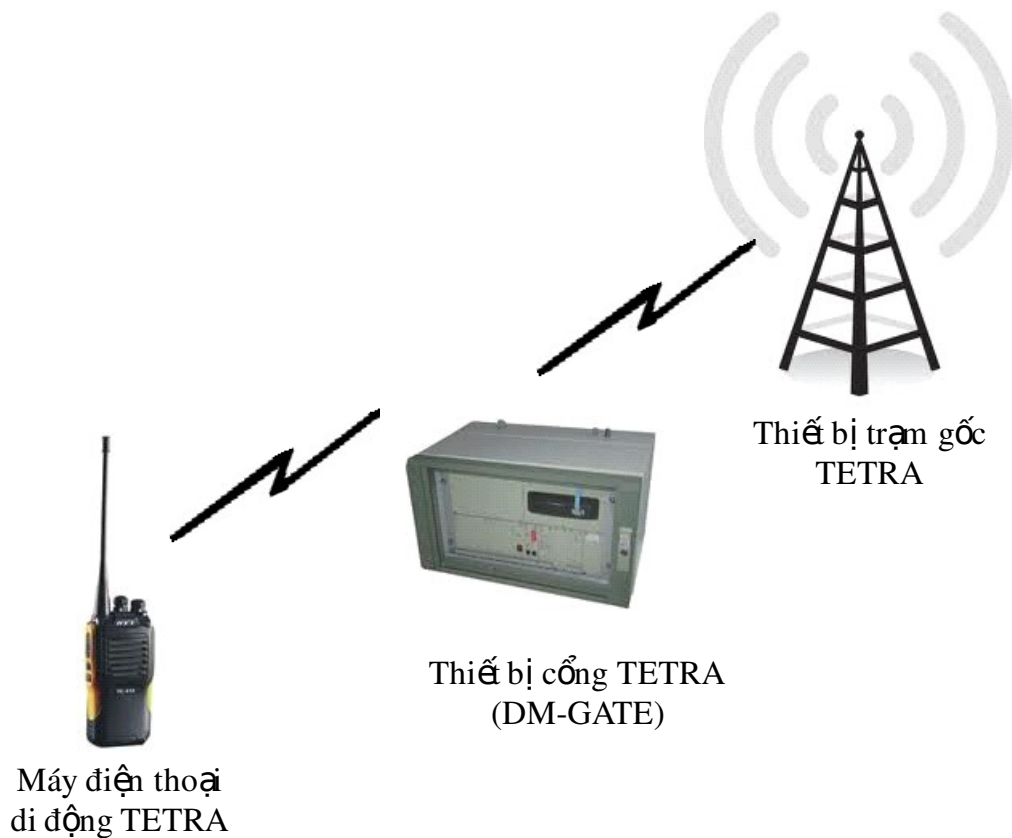 Thiết bị trạm gốc
TETRA
Thiết bị cổng TETRA
(DM-GATE)
Máy điện thoại
di động TETRA